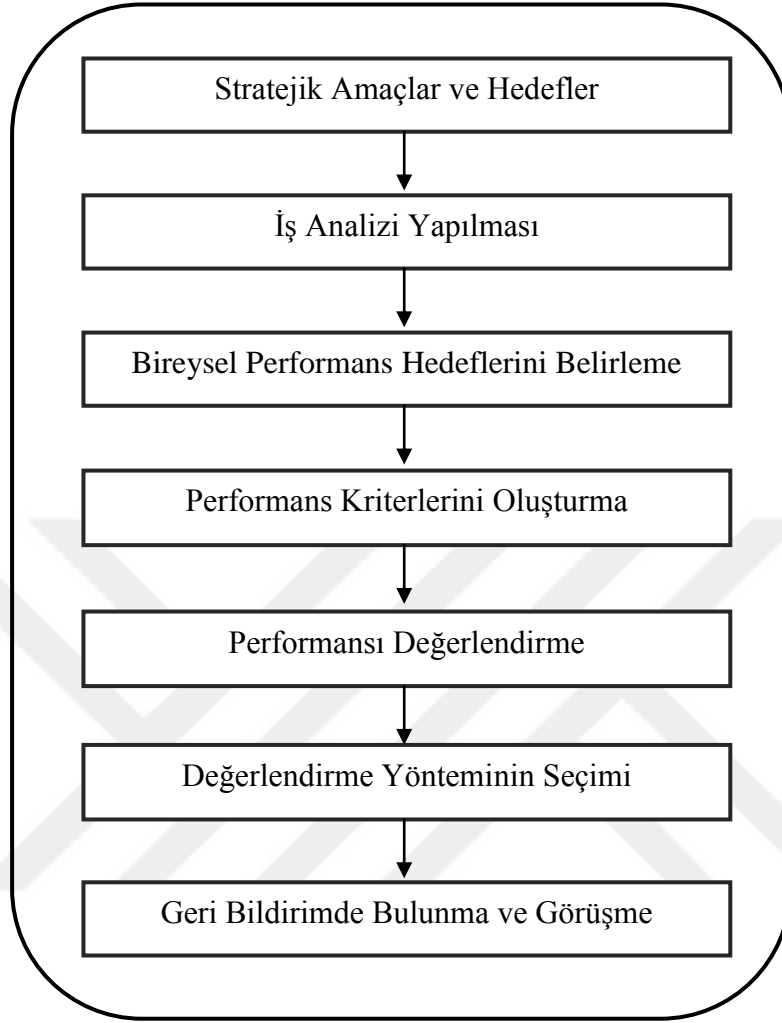 Stratejik Amaçlar ve Hedefler
İş Analizi Yapılması
Bireysel Performans Hedeflerini Belirleme
Performans Kriterlerini Oluşturma
Performansı Değerlendirme
Değerlendirme Yönteminin Seçimi
Geri Bildirimde Bulunma ve Görüşme